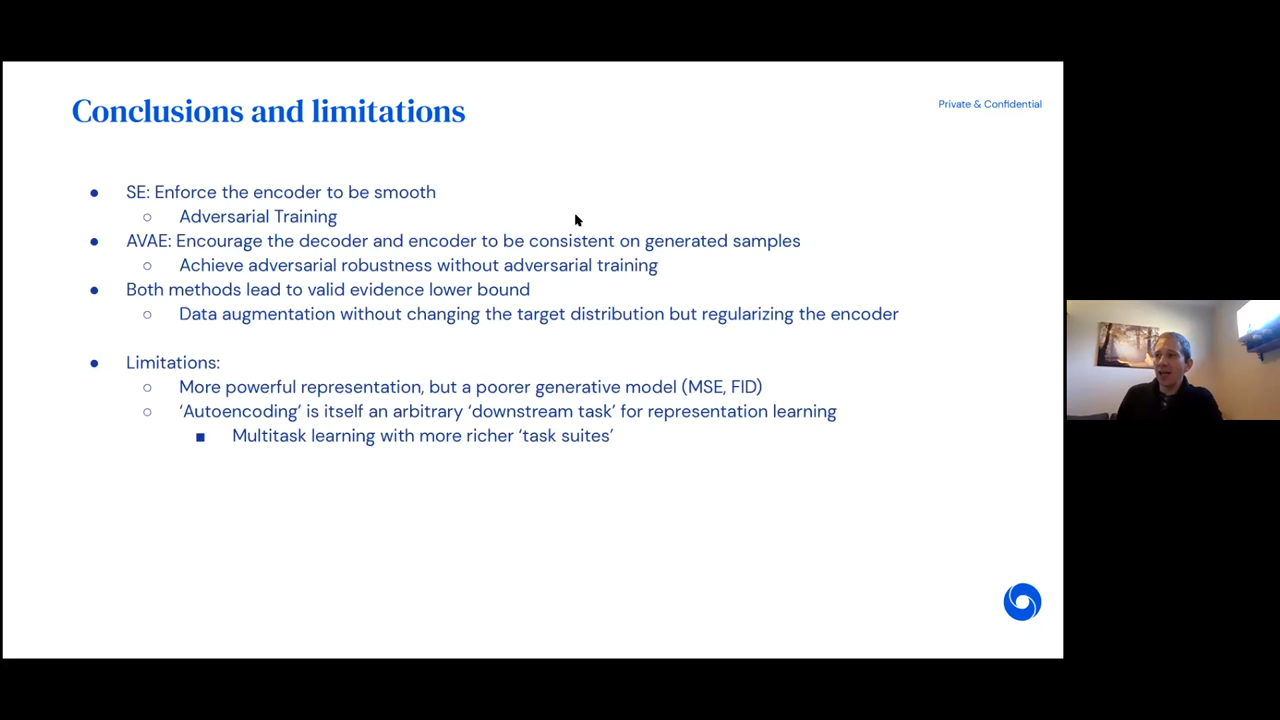 Conclusions and limitations
Private & Confidential
● SE: Enforce the encoder to be smooth
○ Adversarial Training
● AVAE: Encourage the decoder and encoder to be consistent on generated samples
○ Achieve adversarial robustness without adversarial training
● Both methods lead to valid evidence lower bound
○ Data augmentation without changing the target distribution but regularizing the encoder
● Limitations:
○ More powerful representation, but a poorer generative model (MSE, FID)
○ ‘Autoencoding’ is itself an arbitrary ‘downstream task’ for representation learning
■ Multitask learning with more richer ‘task suites’